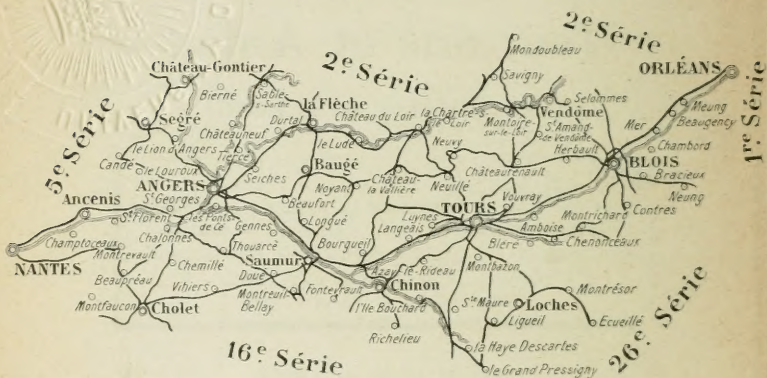 2e Série
Mondoubleau
ORLÉANS
2e Série
Savigny
Château-Gontier
Bierné
Sablé
s-Sarthe
la Flèche
Château du Loir
la Chartre-s
le Loir
Montoire
sur-le-Loir
Vendôme
Selommes
St Amand
de Vendôme
Meung
Beaugency
Mer
1re Série
5e Série
Segré
Châteauneuf
Durtal
le Lude
Neuvy
Herbault
Chambord
le Lion d'Angers
Tiercé
Baugé
Châteaurenault
BLOIS
Bracieux
Candé
le Louroux
Seiches
Noyant
Château-
la Vallière
Neuillé
Neung
ANGERS
St Georges
Beaufort
Vouvray
Contres
Ancenis
St Florent
les Ponts-
de Cé
Gennes
Longué
Luynes
TOURS
Montrichard
Champtoceaux
Chalonnes
Thouarcé
Bourgueil
Langeais
Bléré
Amboise
Chenonceaux
NANTES
Montrevault
Chemillé
Saumur
Azay-le-Rideau
Montbazon
Beaupréau
Doué
Chinon
Montfaucon
Vihiers
Montreuil-
Bellay
Fontevrault
l'Ile Bouchard
Ste Maure
Loches
Montrésor
Cholet
Richelieu
Ligueil
Ecueillé
26e Série
16e Série
la Haye Descartes
le Grand Pressigny